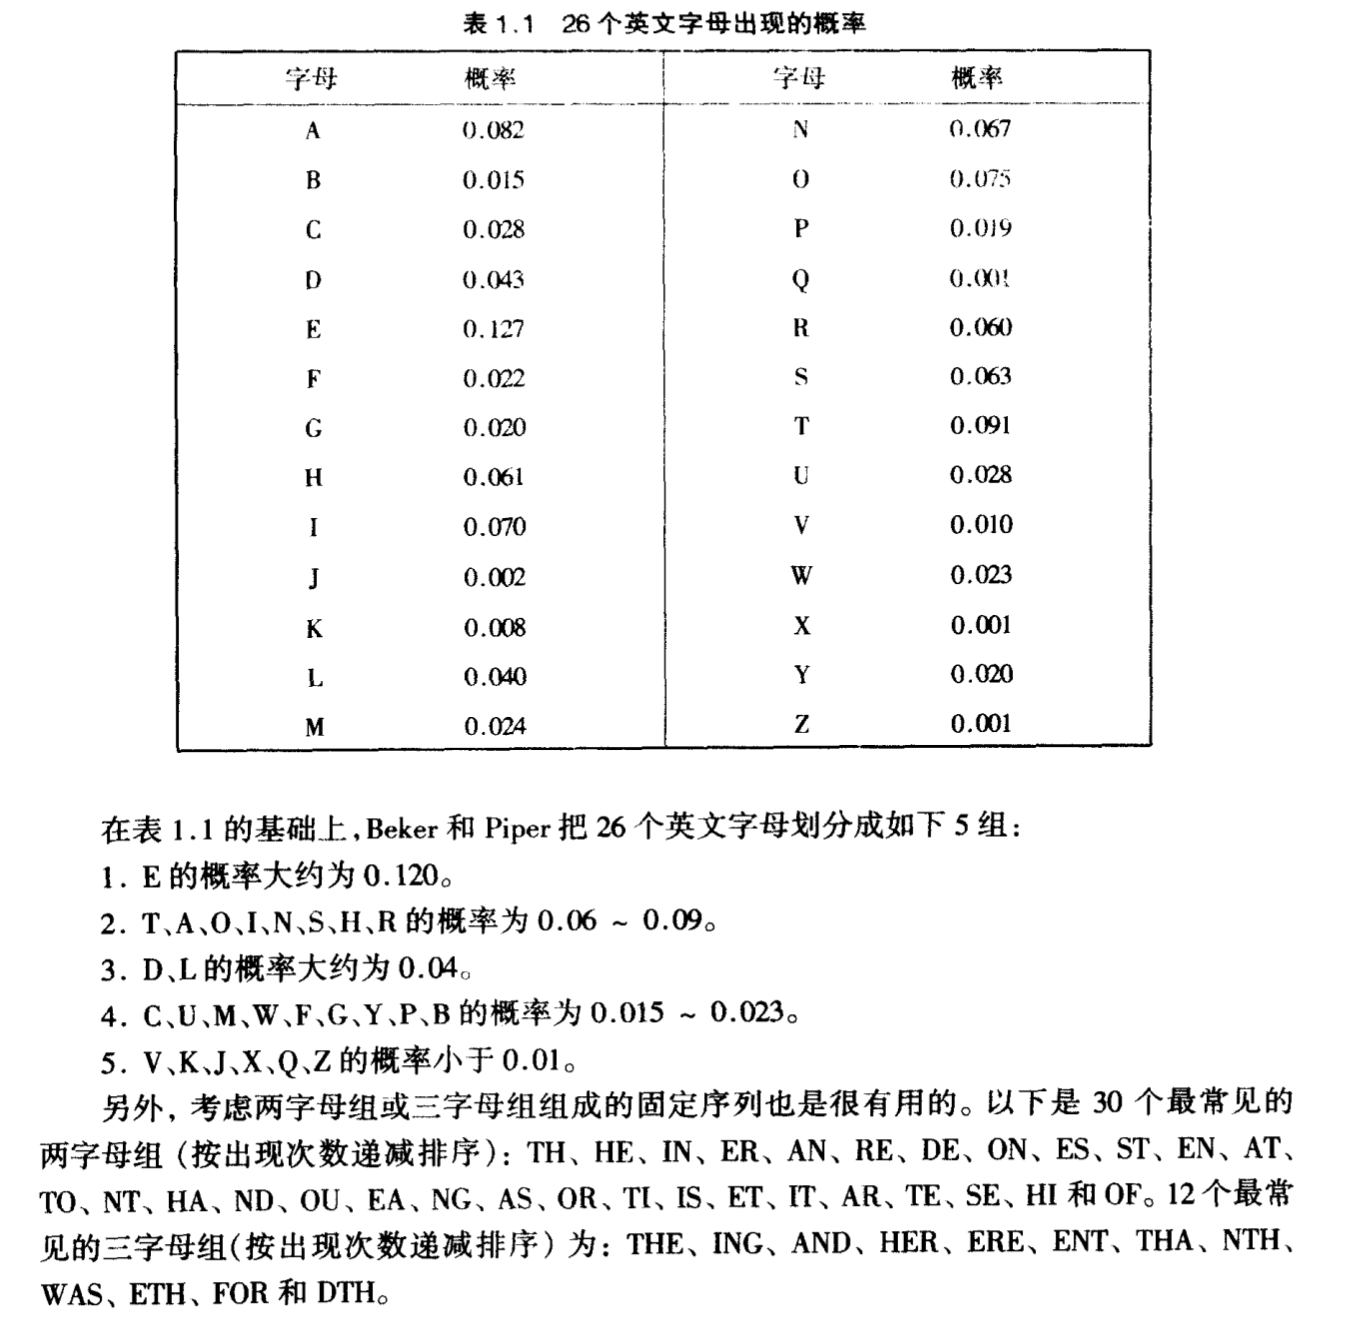 表 1.1 26 个英文字母出现的概率
字母 概率 字母 概率
A 0.082 N 0.067
B 0.015 O 0.075
C 0.028 P 0.019
D 0.043 Q 0.001
E 0.127 R 0.060
F 0.022 S 0.063
G 0.020 T 0.091
H 0.061 U 0.028
I 0.070 V 0.010
J 0.002 W 0.023
K 0.008 X 0.001
L 0.040 Y 0.020
M 0.024 Z 0.001
在表 1.1 的基础上,Beker 和 Piper 把 26 个英文字母划分成如下 5 组:
1. E 的概率大约为 0.120。
2. T、A、O、I、N、S、H、R 的概率为 0.06 ~ 0.09。
3. D、L 的概率大约为 0.04。
4. C、U、M、W、F、G、Y、P、B 的概率为 0.015 ~ 0.023。
5. V、K、J、X、Q、Z 的概率小于 0.01。
另外, 考虑两字母组或三字母组组成的固定序列也是很有用的。以下是 30 个最常见的
两字母组 (按出现次数递减排序): TH、HE、IN、ER、AN、RE、DE、ON、ES、ST、EN、AT、
TO、NT、HA、ND、OU、EA、NG、AS、OR、TI、IS、ET、IT、AR、TE、SE、HI 和 OF。12 个最常
见的三字母组(按出现次数递减排序) 为: THE、ING、AND、HER、ERE、ENT、THA、NTH、
WAS、ETH、FOR 和 DTH。